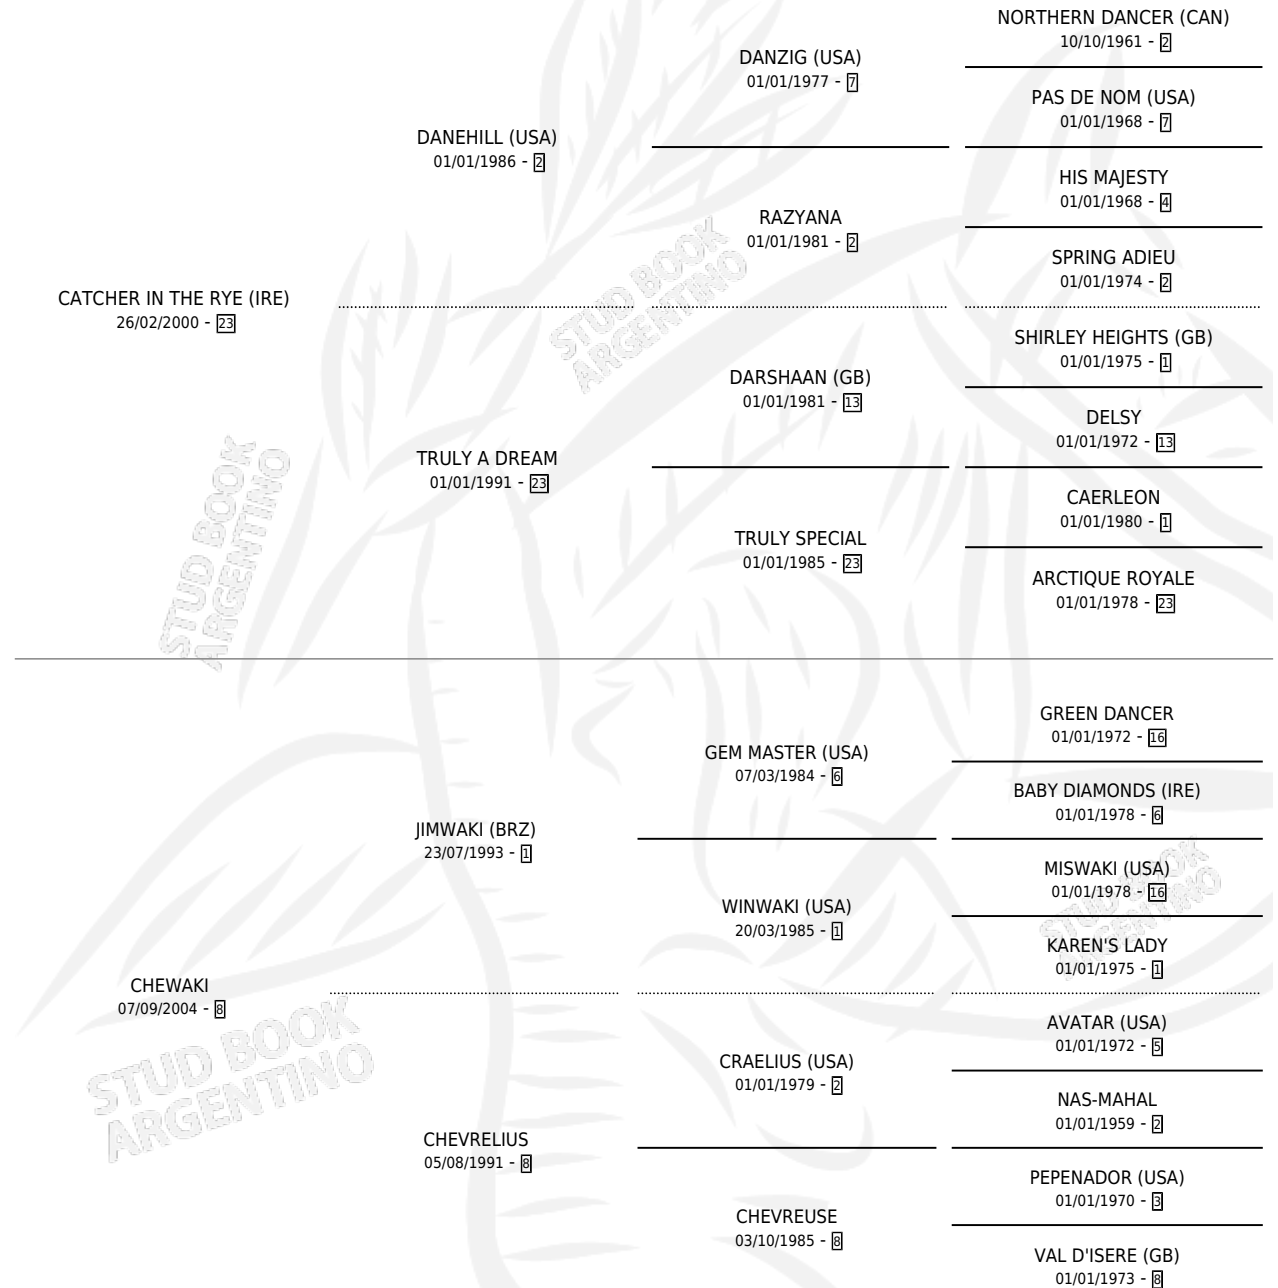 NORTHERN DANCER (CAN)
10/10/1961 - 2
DANZIG (USA)
01/01/1977 - 7
PAS DE NOM (USA)
01/01/1968 - 7
DANEHILL (USA)
01/01/1986 - 2
HIS MAJESTY
01/01/1968 - 4
RAZYANA
01/01/1981 - 2
SPRING ADIEU
01/01/1974 - 2
CATCHER IN THE RYE (IRE)
26/02/2000 - 23
STUD BOOK
ARGENTINO
SHIRLEY HEIGHTS (GB)
01/01/1975 - 1
DARSHAAN (GB)
01/01/1981 - 13
DELSY
01/01/1972 - 13
TRULY A DREAM
01/01/1991 - 23
CAERLEON
01/01/1980 - 1
TRULY SPECIAL
01/01/1985 - 23
ARCTIQUE ROYALE
01/01/1978 - 23
STUD BOOK
ARGENTINO
GREEN DANCER
01/01/1972 - 16
GEM MASTER (USA)
07/03/1984 - 6
BABY DIAMONDS (IRE)
01/01/1978 - 6
JIMWAKI (BRZ)
23/07/1993 - 1
MISWAKI (USA)
01/01/1978 - 16
WINWAKI (USA)
20/03/1985 - 1
STUD BOOK
ARGENTINO
KAREN'S LADY
01/01/1975 - 1
CHEWAKI
07/09/2004 - 8
AVATAR (USA)
01/01/1972 - 5
STUD BOOK
ARGENTINO
CRAELIUS (USA)
01/01/1979 - 2
NAS-MAHAL
01/01/1959 - 2
CHEVRELIUS
05/08/1991 - 8
PEPENADOR (USA)
01/01/1970 - 3
CHEVREUSE
03/10/1985 - 8
VAL D'ISERE (GB)
01/01/1973 - 8